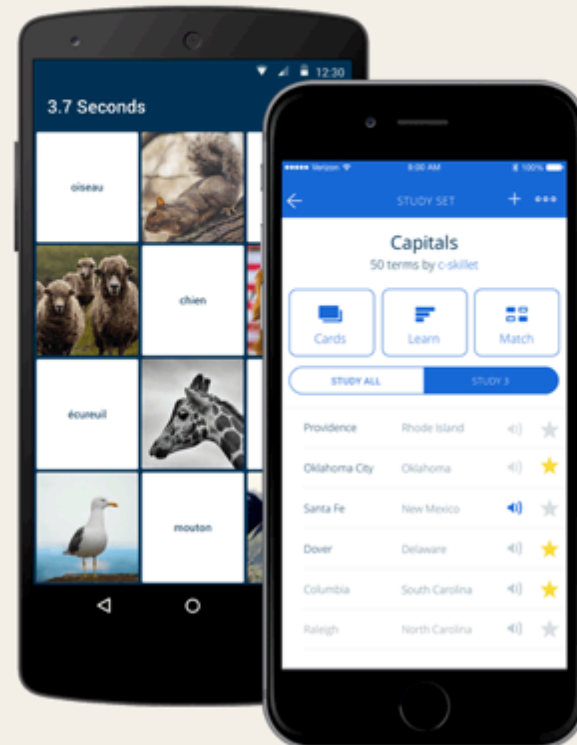 12:30
3.7 Seconds
oiseau
chien
écureuil
mouton
Verizon 9:00 AM 100%
STUDY SET
Capitals
50 terms by c-skillet
Cards Learn Match
STUDY ALL STUDY 3
Providence Rhode Island
Oklahoma City Oklahoma
Santa Fe New Mexico
Dover Delaware
Columbia South Carolina
Raleigh North Carolina